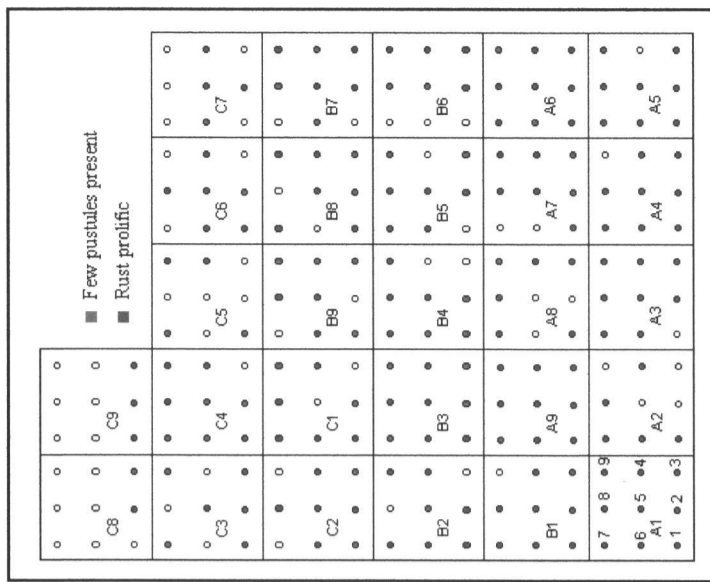 Few pustules present
Rust prolific
C8 C9
C3 C4 C5 C6 C7
C2 C1 B9 B8 B7
B2 B3 B4 B5 B6
B1 A9 A8 A7 A6
7 8 9
6 5 4
A1 A2 A3 A4 A5
1 2 3